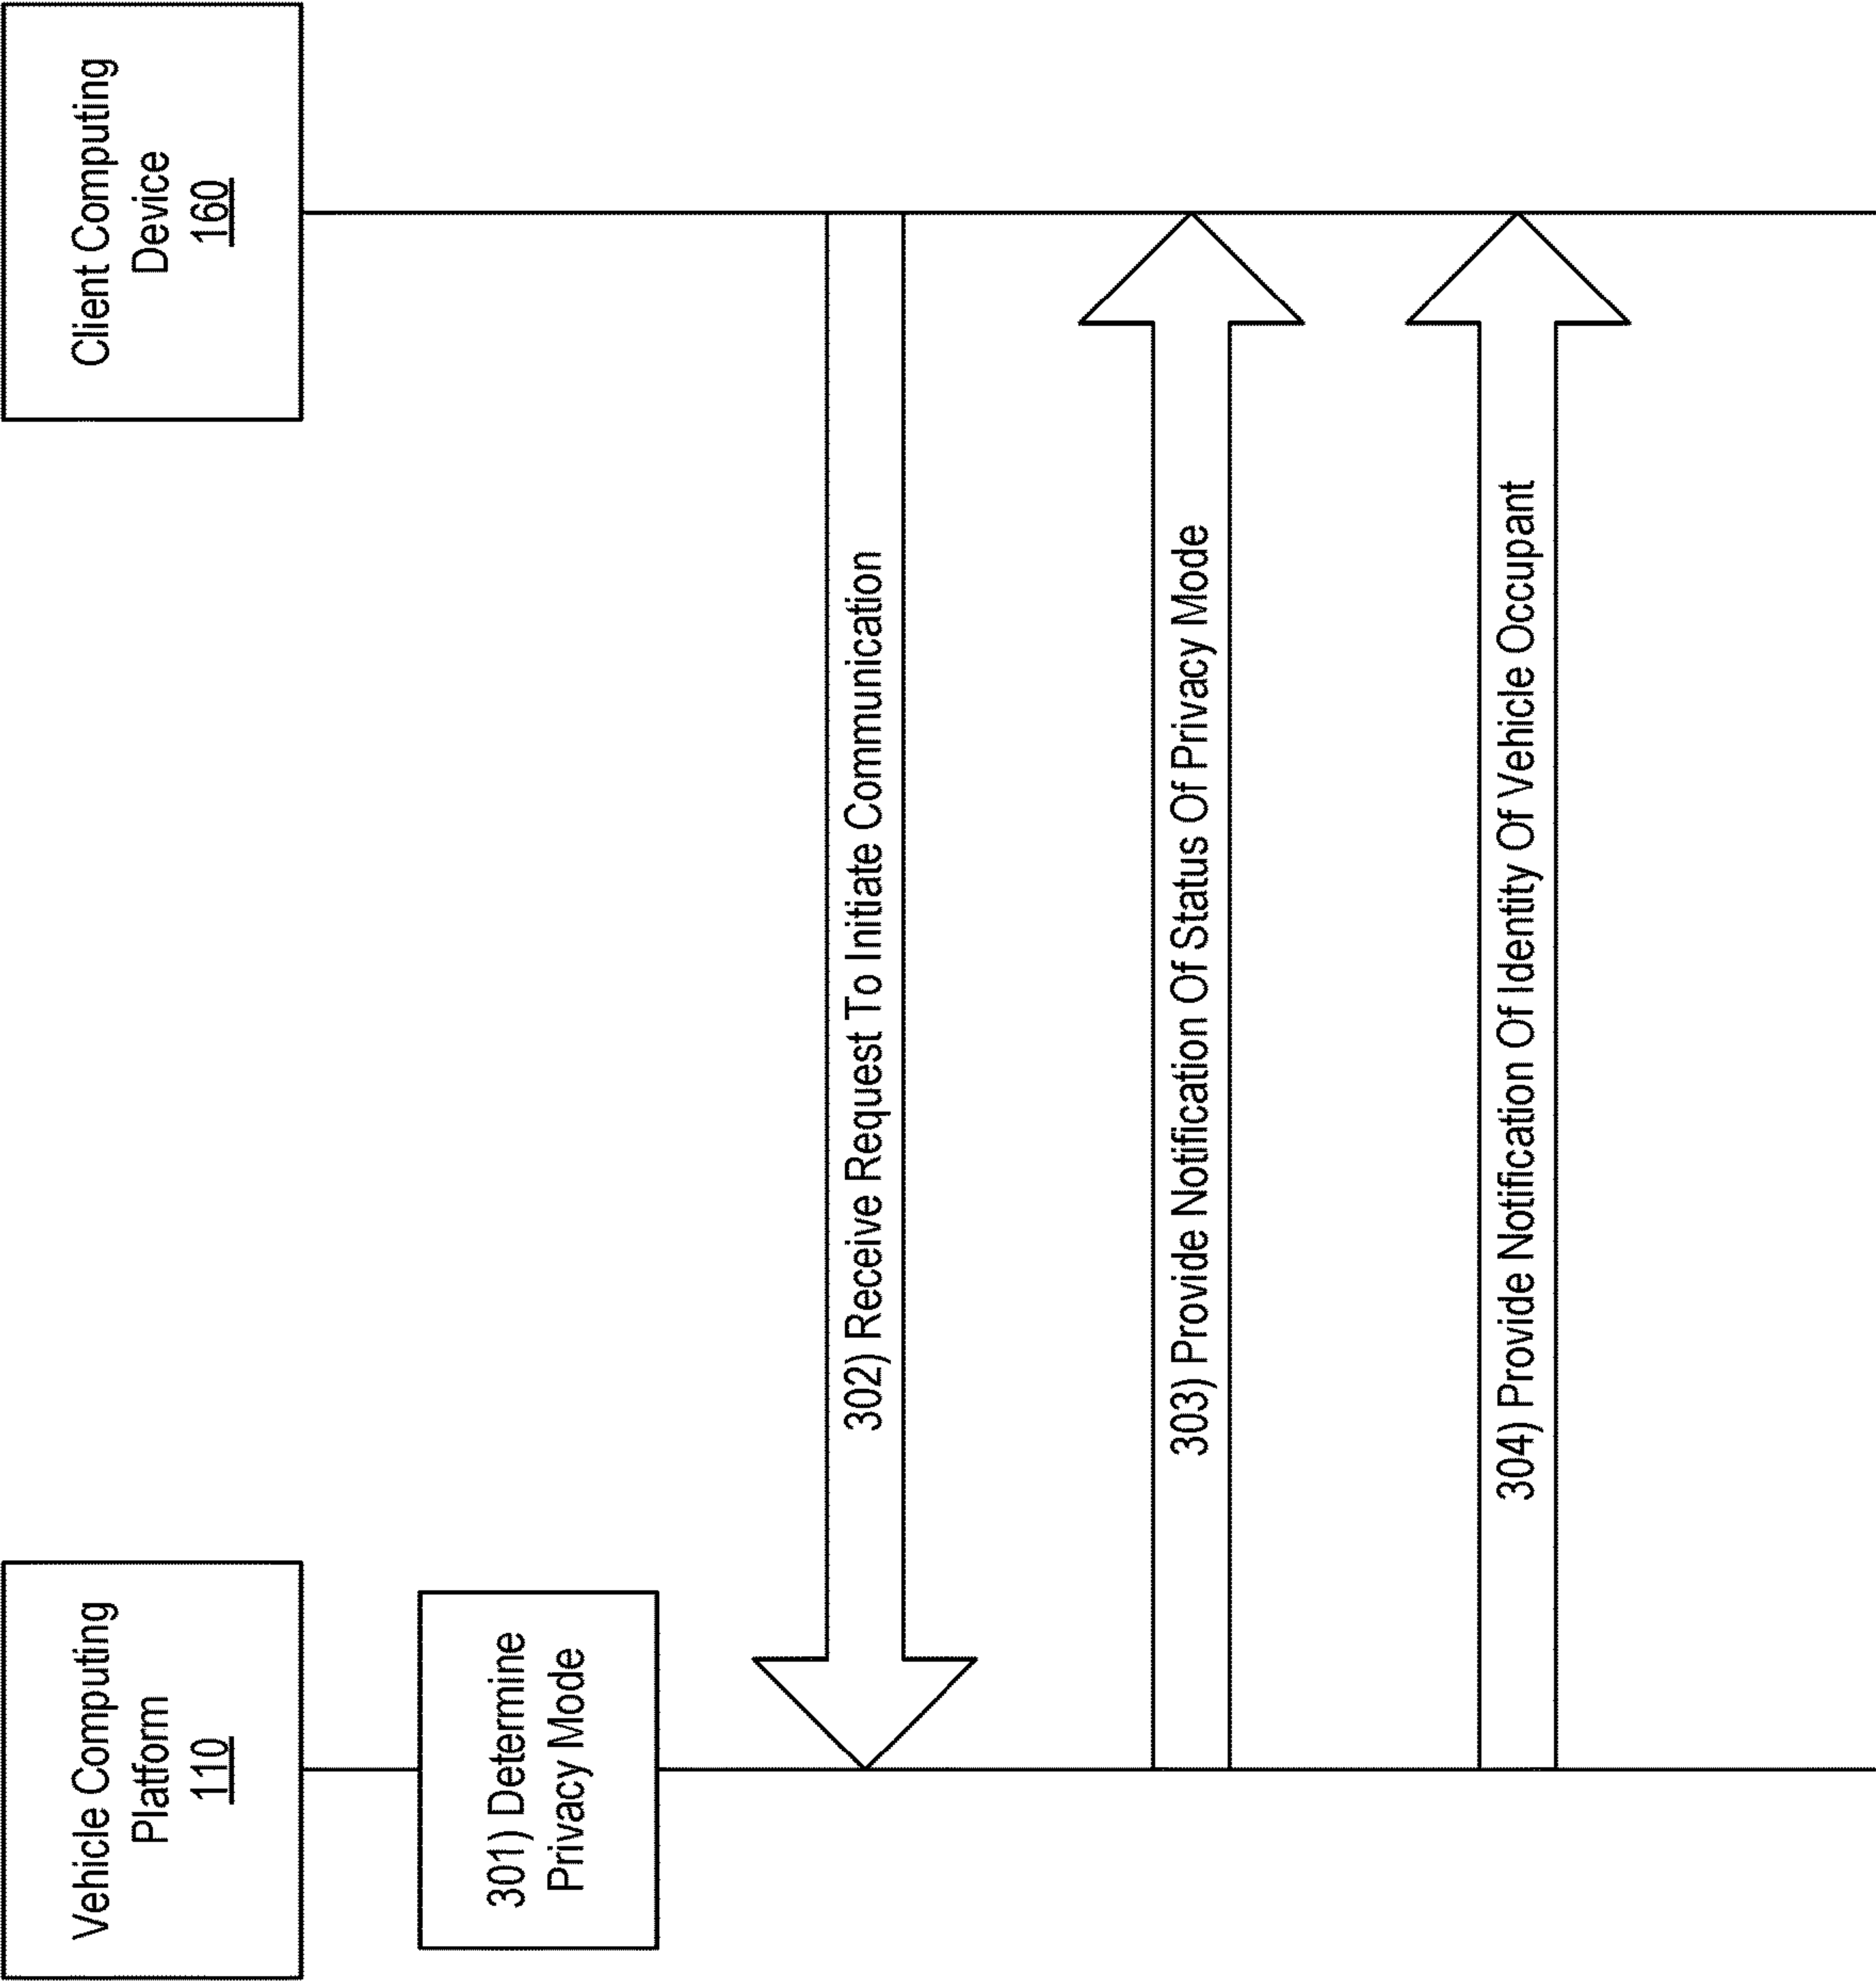 Vehicle Computing
Platform
110
Client Computing
Device
160
301) Determine
Privacy Mode
302) Receive Request To Initiate Communication
303) Provide Notification Of Status Of Privacy Mode
304) Provide Notification Of Identity Of Vehicle Occupant